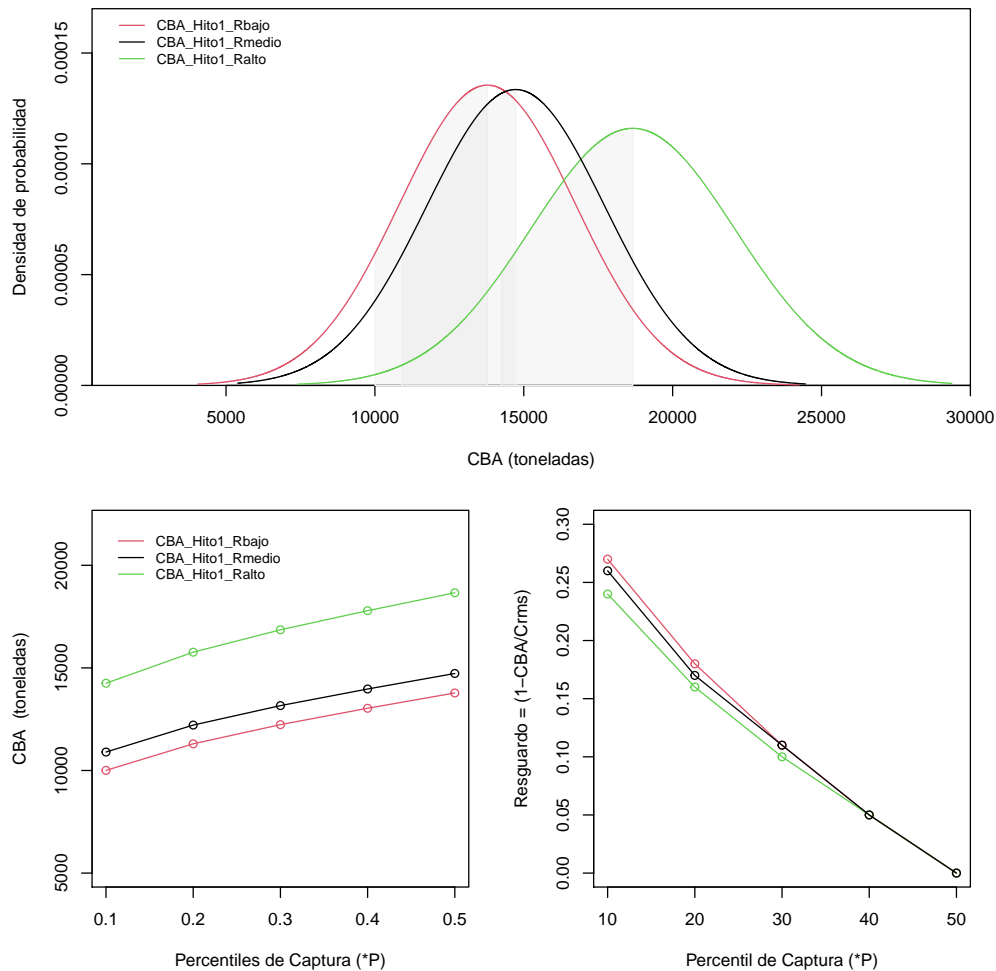 CBA_Hito1_Rbajo
CBA_Hito1_Rmedio
CBA_Hito1_Ralto
Densidad de probabilidad
0.00000
0.00005
0.00010
0.00015
5000 10000 15000 20000 25000 30000
CBA (toneladas)
CBA_Hito1_Rbajo
CBA_Hito1_Rmedio
CBA_Hito1_Ralto
CBA (toneladas)
5000
10000
15000
20000
0.1 0.2 0.3 0.4 0.5
Percentiles de Captura (*P)
Resguardo = (1−CBA/Crms)
0.00
0.05
0.10
0.15
0.20
0.25
0.30
10 20 30 40 50
Percentil de Captura (*P)